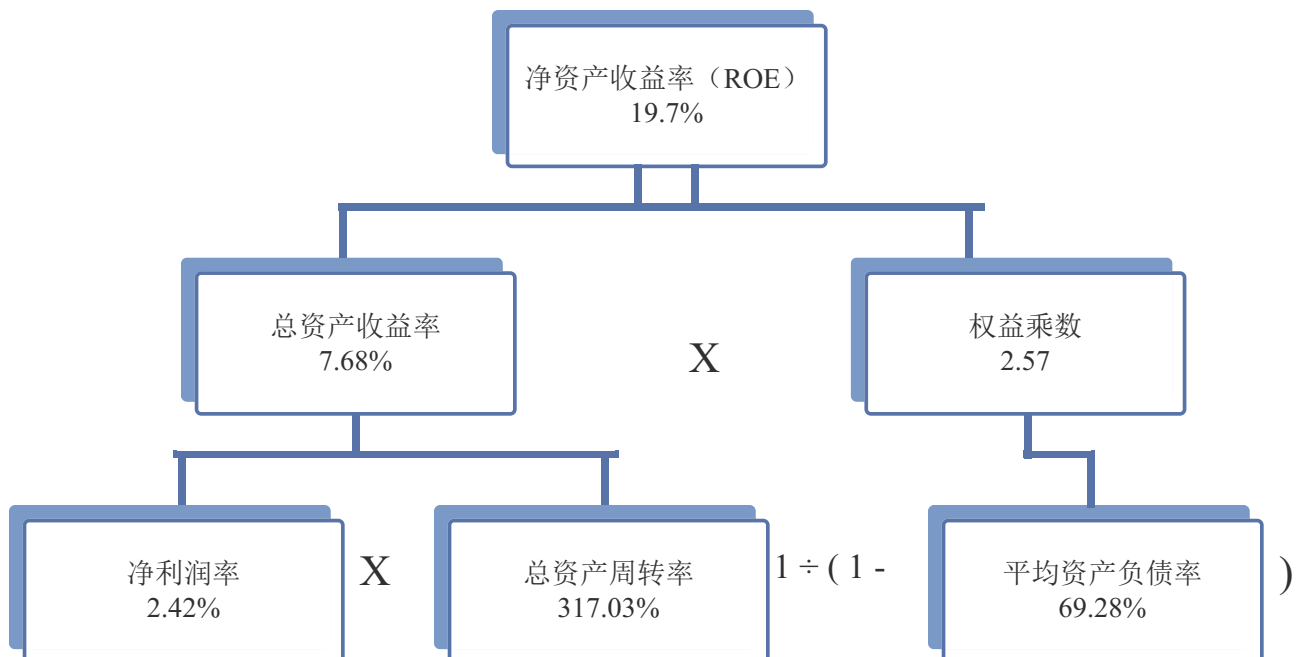 净资产收益率（ROE）
19.7%
总资产收益率
7.68%
X
权益乘数
2.57
净利润率
2.42%
X
总资产周转率
317.03%
1 ÷ ( 1 -
平均资产负债率
69.28%
)